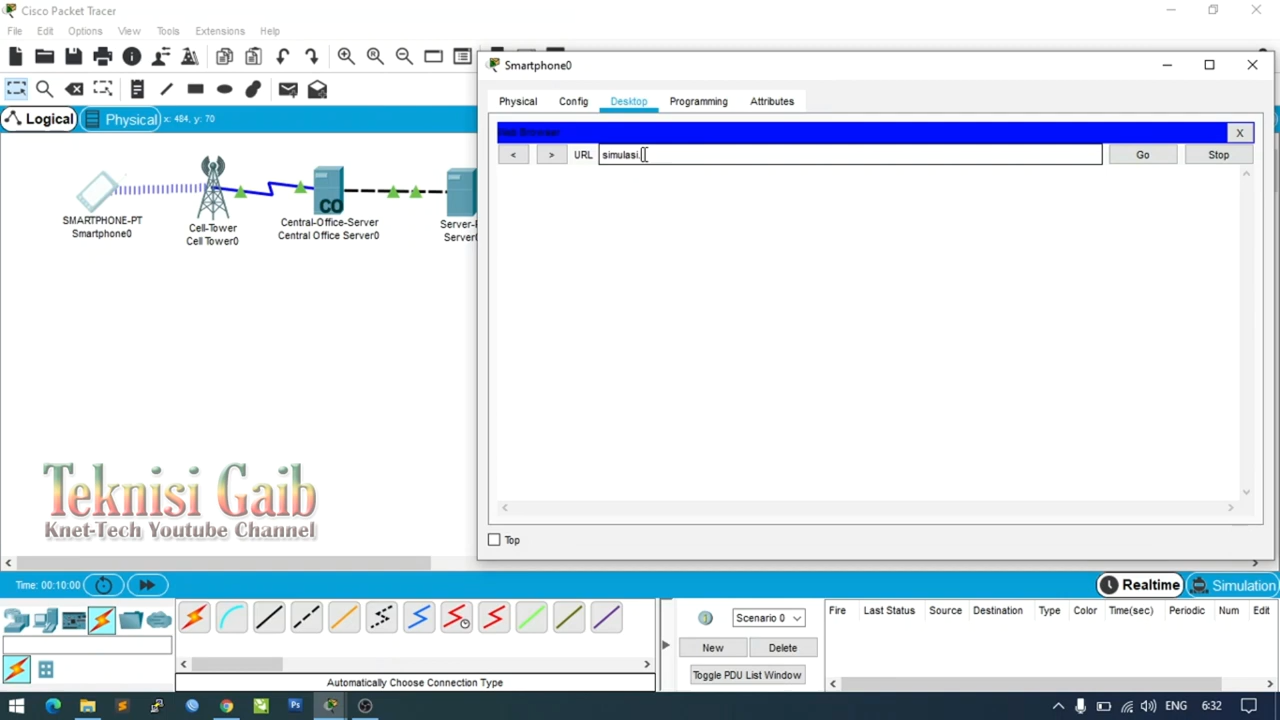 Cisco Packet Tracer
File Edit Options View Tools Extensions Help
Logical Physical x: 484, y: 70
SMARTPHONE-PT
Smartphone0
Cell-Tower
Cell Tower0
CO
Central-Office-Server
Central Office Server0
Server-
Server0
Smartphone0
Physical Config Desktop Programming Attributes
Web Browser
X
< > URL simulasi. Go Stop
Top
Teknisi Gaib
Knet-Tech Youtube Channel
Time: 00:10:00
Realtime Simulation
Scenario 0
New Delete
Toggle PDU List Window
Fire Last Status Source Destination Type Color Time(sec) Periodic Num Edit
Automatically Choose Connection Type
ENG 6:32